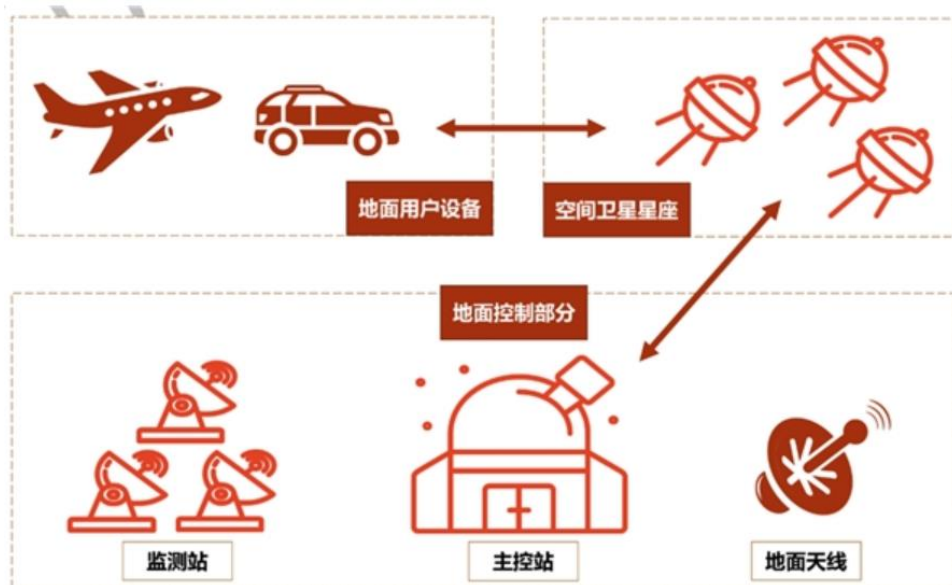 地面用户设备
空间卫星星座
地面控制部分
监测站
主控站
地面天线